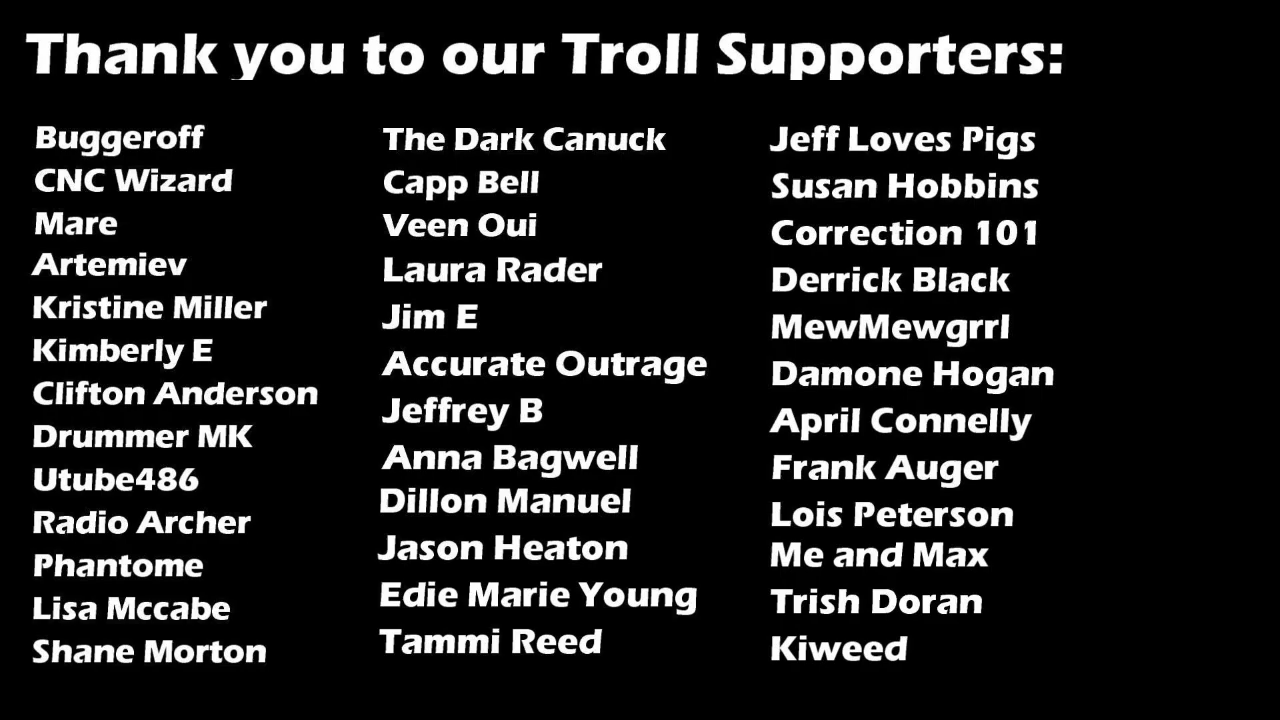 Thank you to our Troll Supporters:
Buggeroff
CNC Wizard
Mare
Artemiev
Kristine Miller
Kimberly E
Clifton Anderson
Drummer MK
Utube486
Radio Archer
Phantome
Lisa Mccabe
Shane Morton
The Dark Canuck
Capp Bell
Veen Oui
Laura Rader
Jim E
Accurate Outrage
Jeffrey B
Anna Bagwell
Dillon Manuel
Jason Heaton
Edie Marie Young
Tammi Reed
Jeff Loves Pigs
Susan Hobbins
Correction 101
Derrick Black
MewMewgrrl
Damone Hogan
April Connelly
Frank Auger
Lois Peterson
Me and Max
Trish Doran
Kiweed